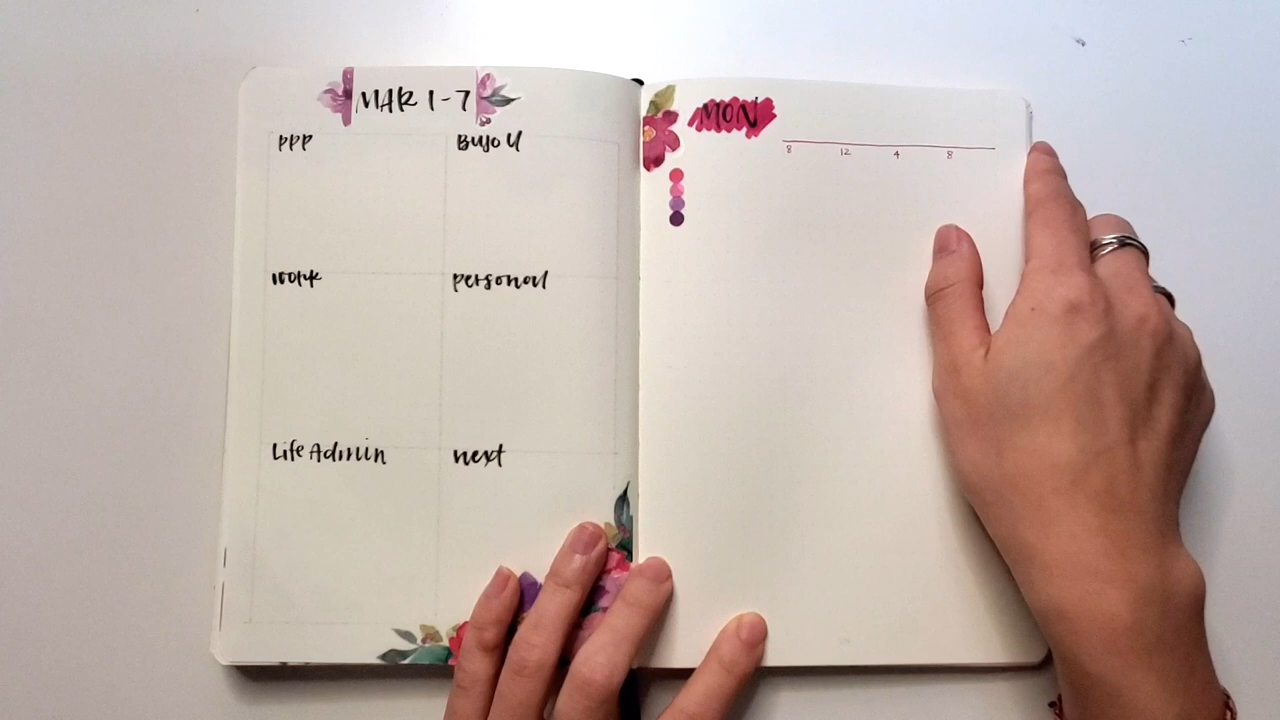 MAR 1-7
PPP
BUJO U
work
personal
Life Admin
next
MON
8 12 4 8